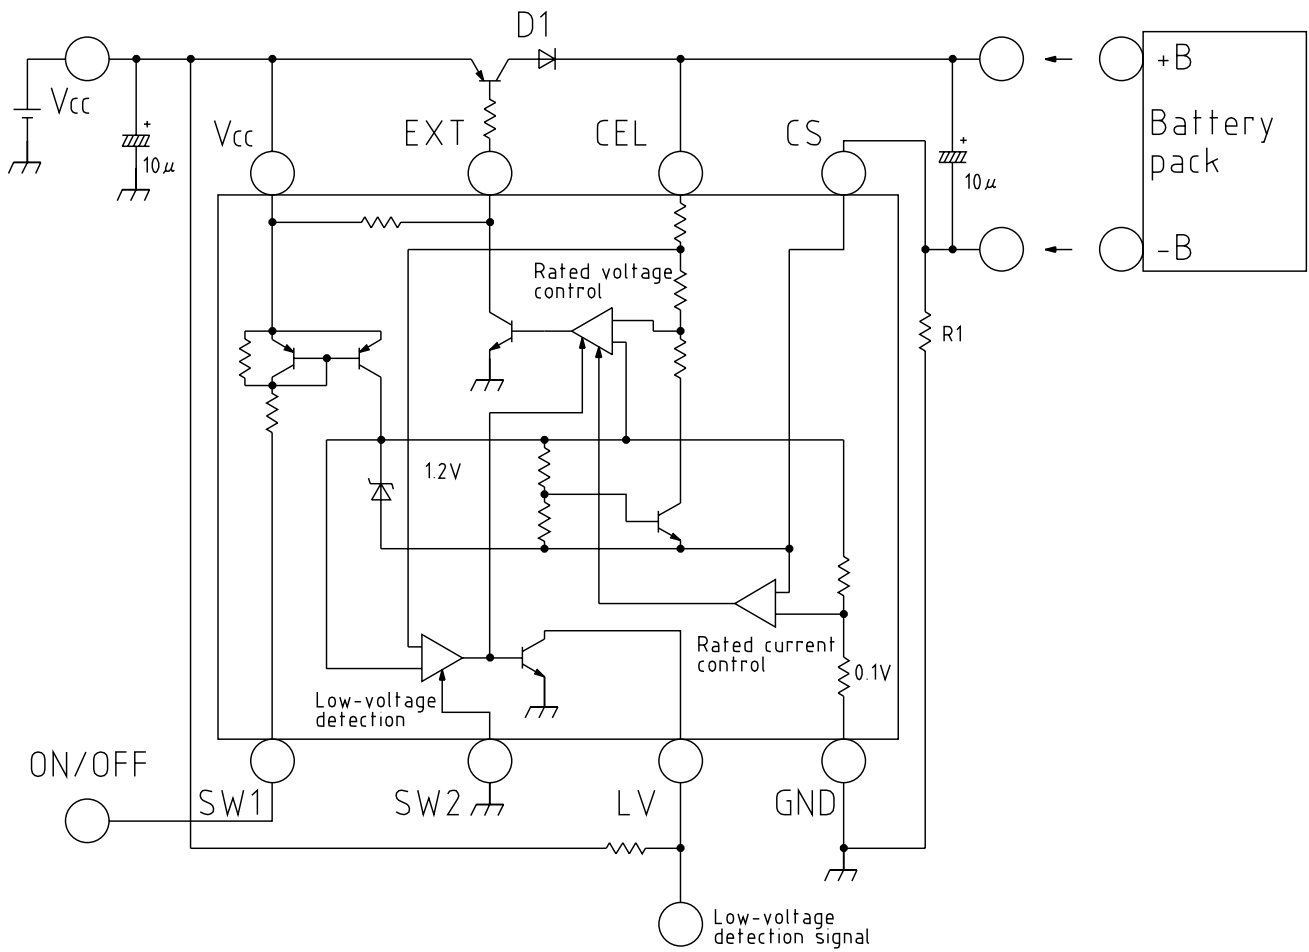 D1
Vcc
+
10μ
Vcc
EXT
CEL
CS
+
10μ
+B
Battery
pack
-B
Rated voltage
control
R1
1.2V
Rated current
control
0.1V
Low-voltage
detection
ON/OFF
SW1
SW2
LV
GND
Low-voltage
detection signal